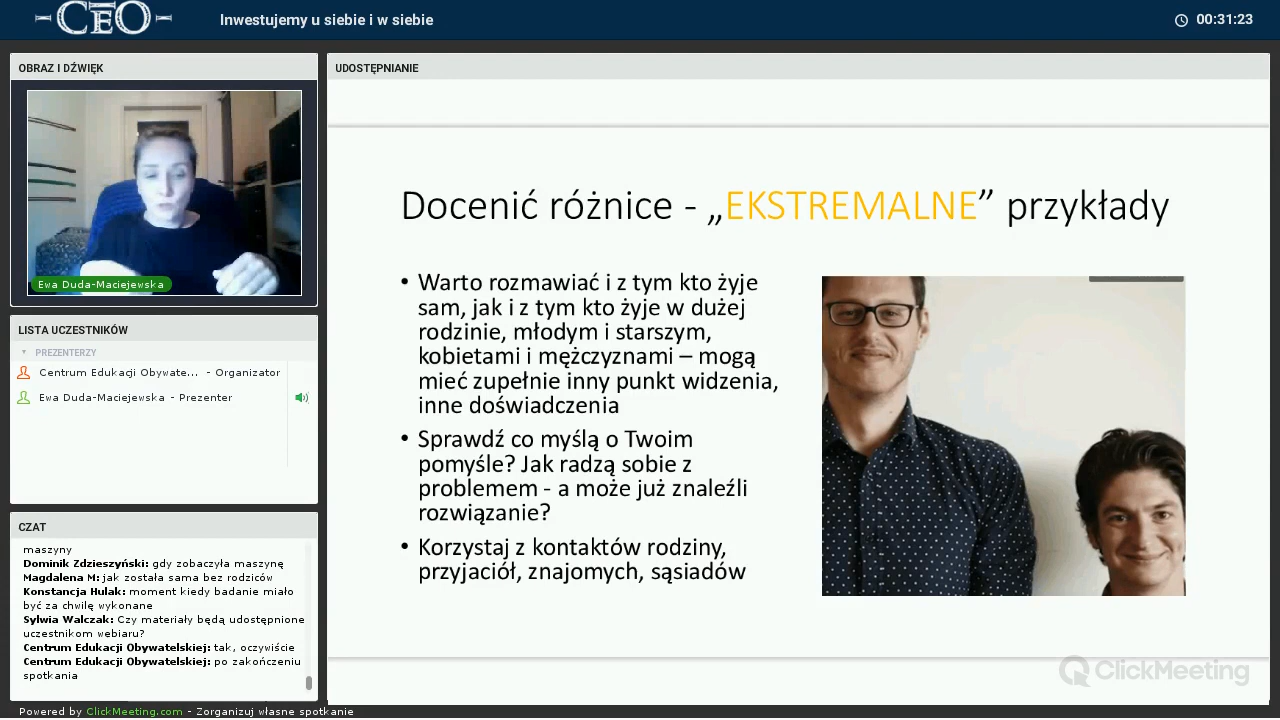 CEO
Inwestujemy u siebie i w siebie
00:31:23
OBRAZ I DŹWIĘK
Ewa Duda-Maciejewska
LISTA UCZESTNIKÓW
PREZENTERZY
Centrum Edukacji Obywate... - Organizator
Ewa Duda-Maciejewska - Prezenter
CZAT
maszyny
Dominik Zdzieszyński: gdy zobaczyła maszynę
Magdalena M: jak została sama bez rodziców
Konstancja Hulak: moment kiedy badanie miało
być za chwilę wykonane
Sylwia Walczak: Czy materiały będą udostępnione
uczestnikom webiaru?
Centrum Edukacji Obywatelskiej: tak, oczywiście
Centrum Edukacji Obywatelskiej: po zakończeniu
spotkania
UDOSTĘPNIANIE
Docenić różnice - „EKSTREMALNE” przykłady
• Warto rozmawiać i z tym kto żyje
sam, jak i z tym kto żyje w dużej
rodzinie, młodym i starszym,
kobietami i mężczyznami – mogą
mieć zupełnie inny punkt widzenia,
inne doświadczenia
• Sprawdź co myślą o Twoim
pomyśle? Jak radzą sobie z
problemem - a może już znaleźli
rozwiązanie?
• Korzystaj z kontaktów rodziny,
przyjaciół, znajomych, sąsiadów
ClickMeeting
Powered by ClickMeeting.com - Zorganizuj własne spotkanie